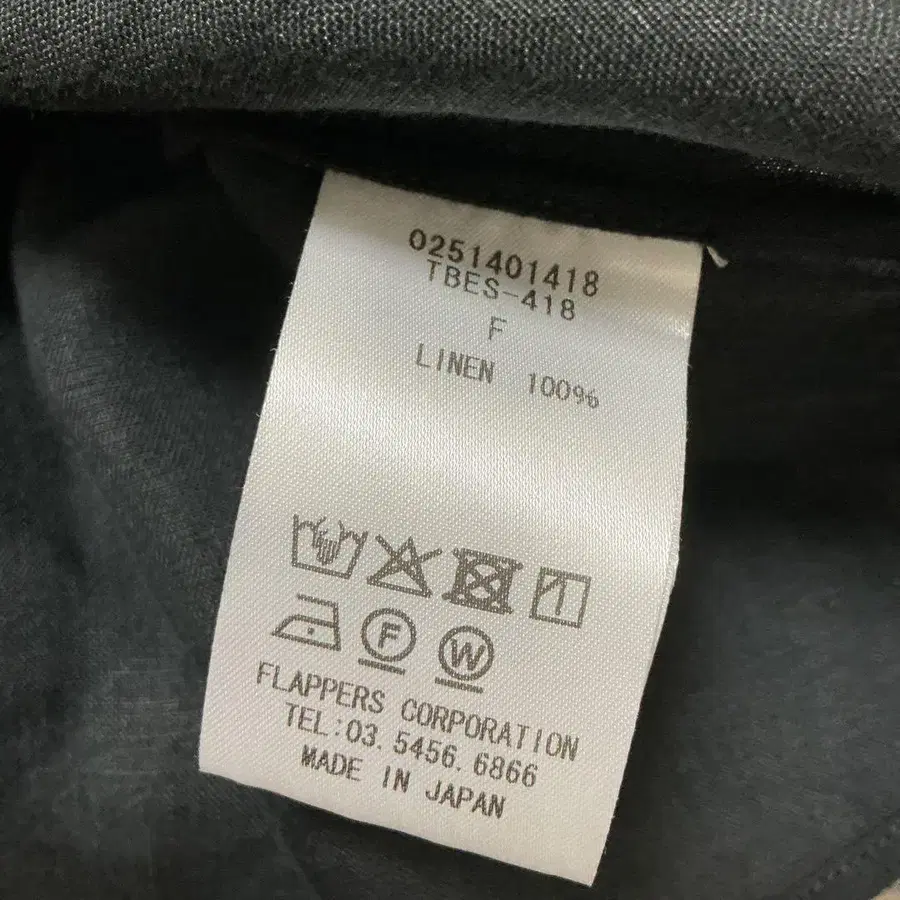 0251401418
TBES-418
F
LINEN 100%
F W
FLAPPERS CORPORATION
TEL:03.5456.6866
MADE IN JAPAN